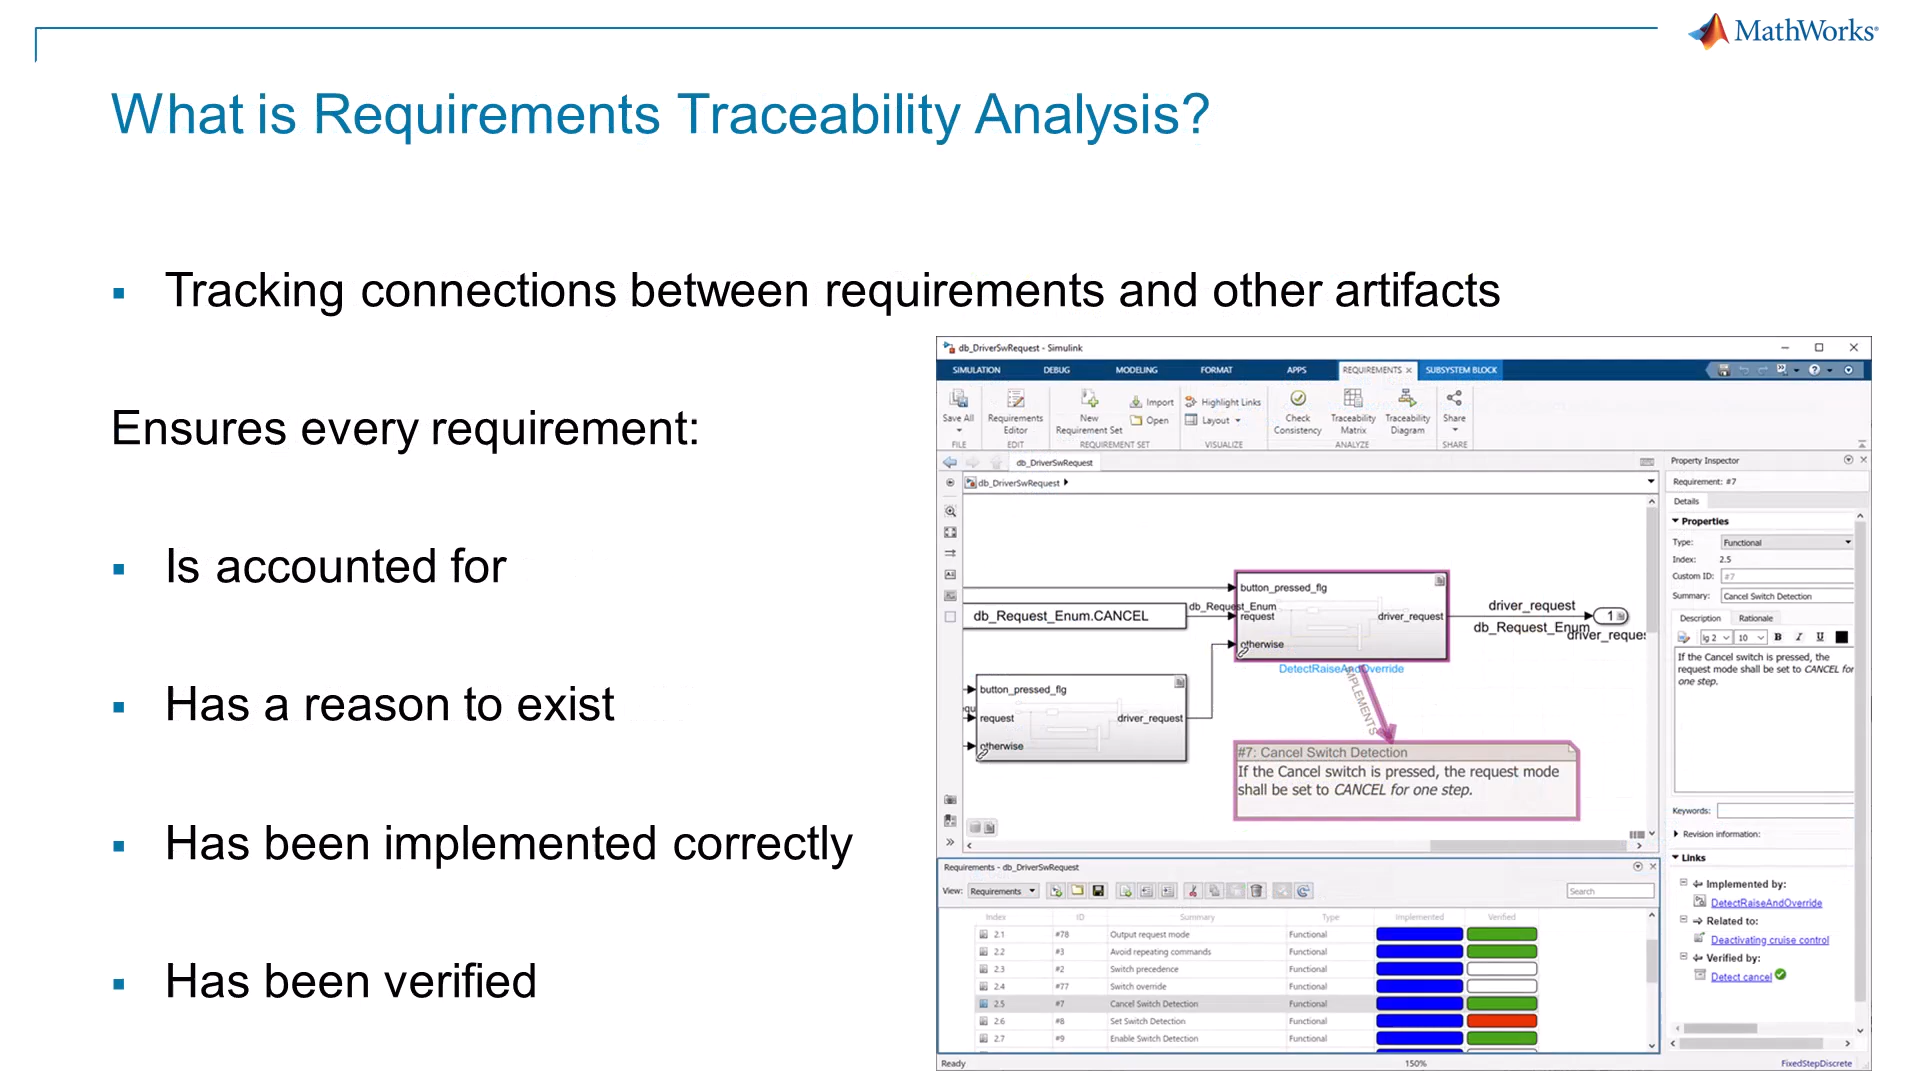 MathWorks®
What is Requirements Traceability Analysis?
▪ Tracking connections between requirements and other artifacts
Ensures every requirement:
▪ Is accounted for
▪ Has a reason to exist
▪ Has been implemented correctly
▪ Has been verified
db_DriverSwRequest - Simulink
SIMULATION DEBUG MODELING FORMAT APPS REQUIREMENTS SUBSYSTEM BLOCK
Save All Requirements Editor New Requirement Set Import Open Highlight Links Layout Check Consistency Traceability Matrix Traceability Diagram Share
FILE EDIT REQUIREMENT SET VISUALIZE ANALYZE SHARE
db_DriverSwRequest
db_DriverSwRequest
button_pressed_flg
db_Request_Enum
request
otherwise
driver_request
DetectRaiseAndOverride
db_Request_Enum.CANCEL
driver_request
db_Request_Enum
1
button_pressed_flg
request
otherwise
driver_request
IMPLEMENTS
#7: Cancel Switch Detection
If the Cancel switch is pressed, the request mode
shall be set to CANCEL for one step.
Property Inspector
Requirement: #7
Details
Properties
Type: Functional
Index: 2.5
Custom ID: #7
Summary: Cancel Switch Detection
Description Rationale
10 B I U
If the Cancel switch is pressed, the
request mode shall be set to CANCEL for
one step.
Keywords:
Revision information:
Links
Implemented by:
DetectRaiseAndOverride
Related to:
Deactivating cruise control
Verified by:
Detect cancel
Requirements - db_DriverSwRequest
View: Requirements Search
Index ID Summary Type Implemented Verified
2.1 #78 Output request mode Functional
2.2 #3 Avoid repeating commands Functional
2.3 #2 Switch precedence Functional
2.4 #77 Switch override Functional
2.5 #7 Cancel Switch Detection Functional
2.6 #8 Set Switch Detection Functional
2.7 #9 Enable Switch Detection Functional
Ready 150% FixedStepDiscrete